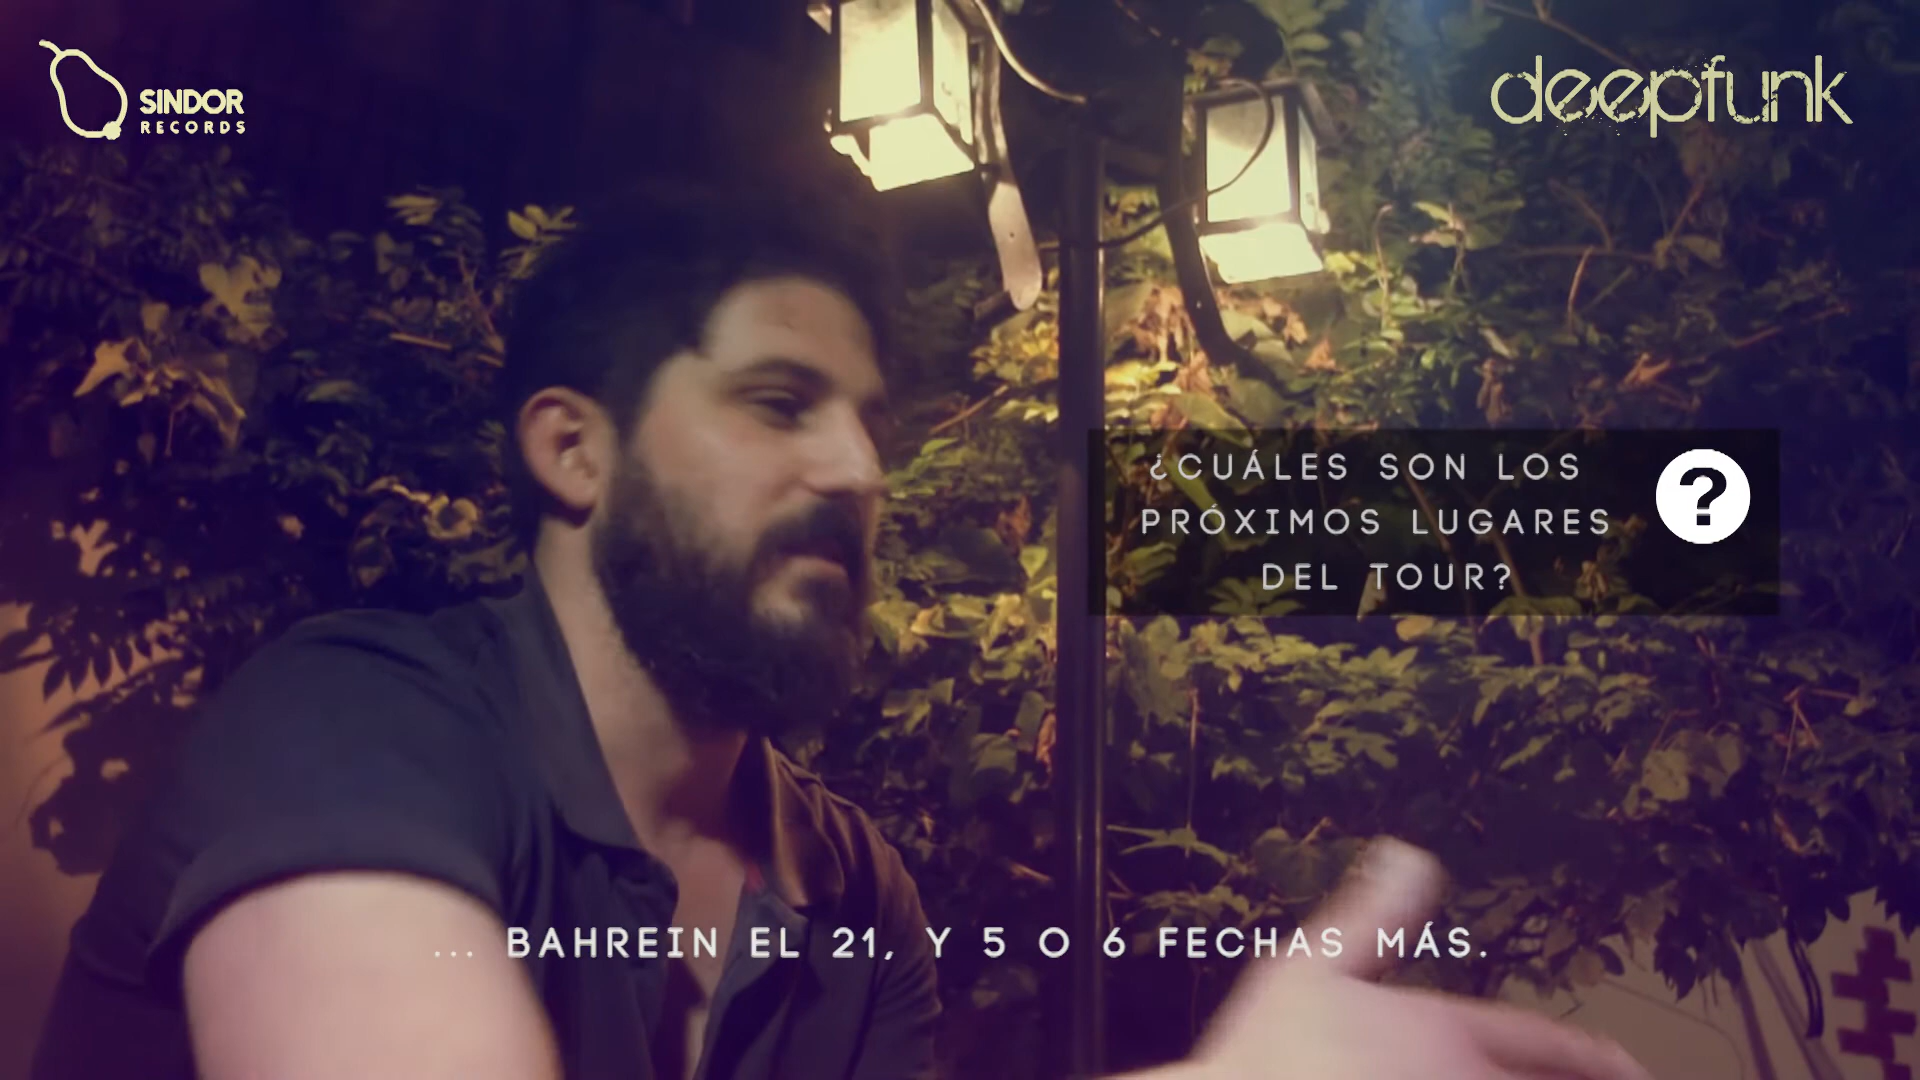 SINDOR
RECORDS
deepfunk
¿CUÁLES SON LOS
PRÓXIMOS LUGARES
DEL TOUR?
?
... BAHREIN EL 21, Y 5 O 6 FECHAS MÁS.